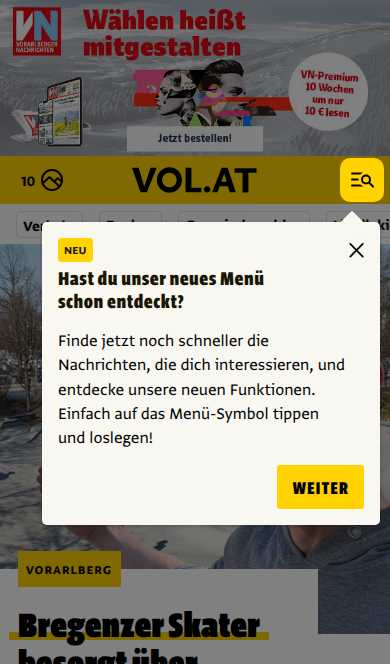 VN
VORARLBERGER
NACHRICHTEN
Wählen heißt
mitgestalten
VN-Premium
10 Wochen
um nur
10 € lesen
Jetzt bestellen!
10
VOL.AT
NEU
Hast du unser neues Menü
schon entdeckt?
Finde jetzt noch schneller die
Nachrichten, die dich interessieren, und
entdecke unsere neuen Funktionen.
Einfach auf das Menü-Symbol tippen
und loslegen!
WEITER
VORARLBERG
Bregenzer Skater
besorgt über